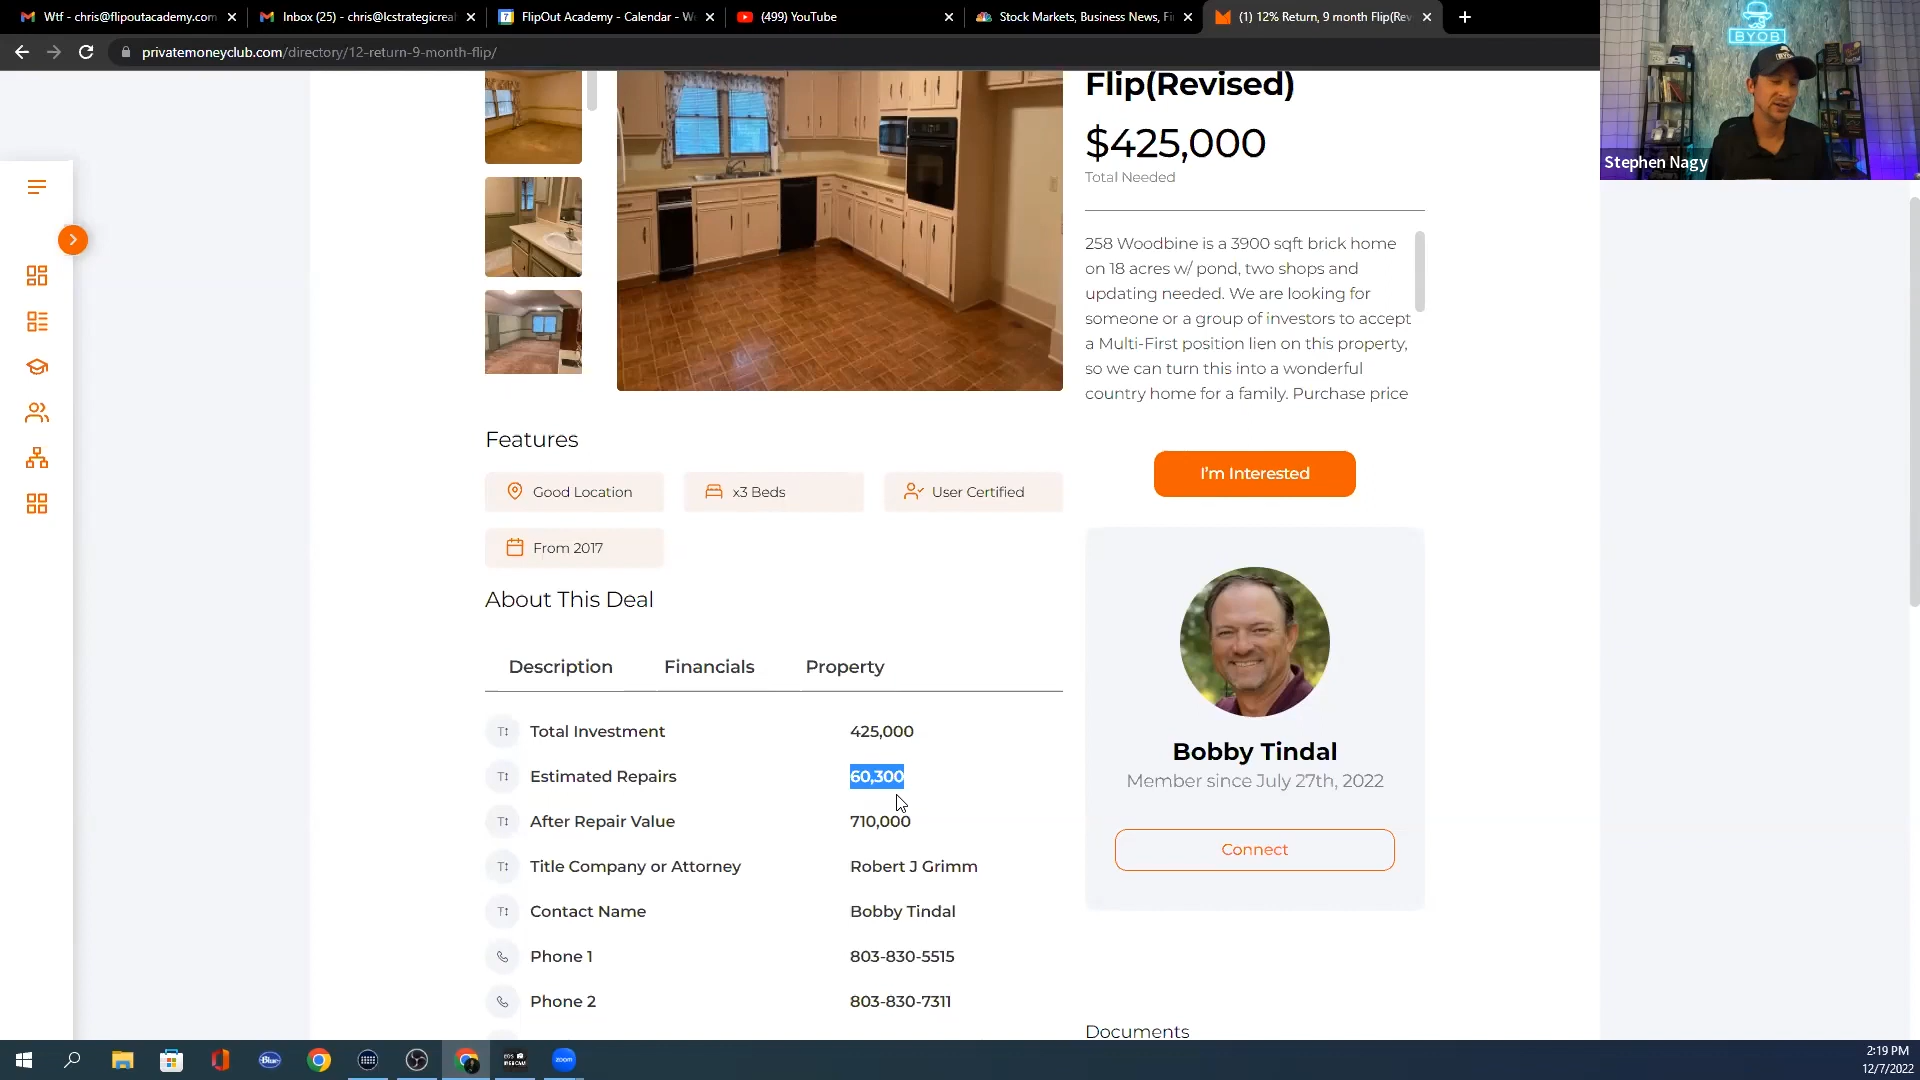 Wtf - chris@flipoutacademy.com
Inbox (25) - chris@lcstrategicreal
FlipOut Academy - Calendar - W
(499) YouTube
Stock Markets, Business News, Fi
(1) 12% Return, 9 month Flip(Rev
privatemoneyclub.com/directory/12-return-9-month-flip/
BYOB
Stephen Nagy
Flip(Revised)
$425,000
Total Needed
258 Woodbine is a 3900 sqft brick home
on 18 acres w/ pond, two shops and
updating needed. We are looking for
someone or a group of investors to accept
a Multi-First position lien on this property,
so we can turn this into a wonderful
country home for a family. Purchase price
I'm Interested
Features
Good Location
x3 Beds
User Certified
From 2017
About This Deal
Description
Financials
Property
Total Investment 425,000
Estimated Repairs 60,300
After Repair Value 710,000
Title Company or Attorney Robert J Grimm
Contact Name Bobby Tindal
Phone 1 803-830-5515
Phone 2 803-830-7311
Bobby Tindal
Member since July 27th, 2022
Connect
Documents
zoom
2:19 PM
12/7/2022